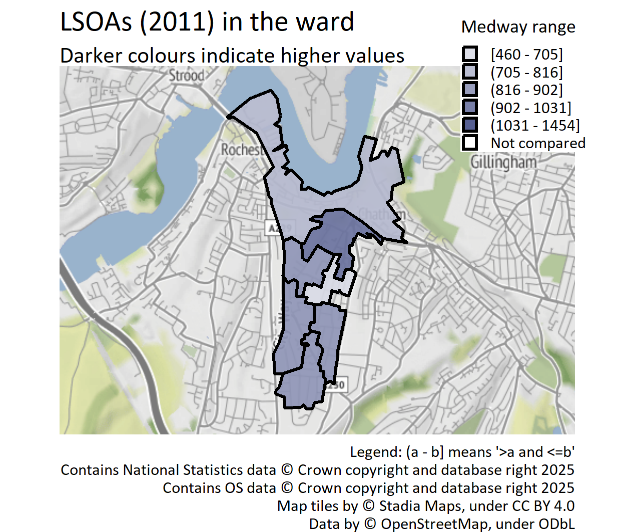 LSOAs (2011) in the ward
Darker colours indicate higher values
Medway range
[460 - 705]
(705 - 816]
(816 - 902]
(902 - 1031]
(1031 - 1454]
Not compared
Strood
Gillingham
Legend: (a - b] means '>a and <=b'
Contains National Statistics data © Crown copyright and database right 2025
Contains OS data © Crown copyright and database right 2025
Map tiles by © Stadia Maps, under CC BY 4.0
Data by © OpenStreetMap, under ODbL